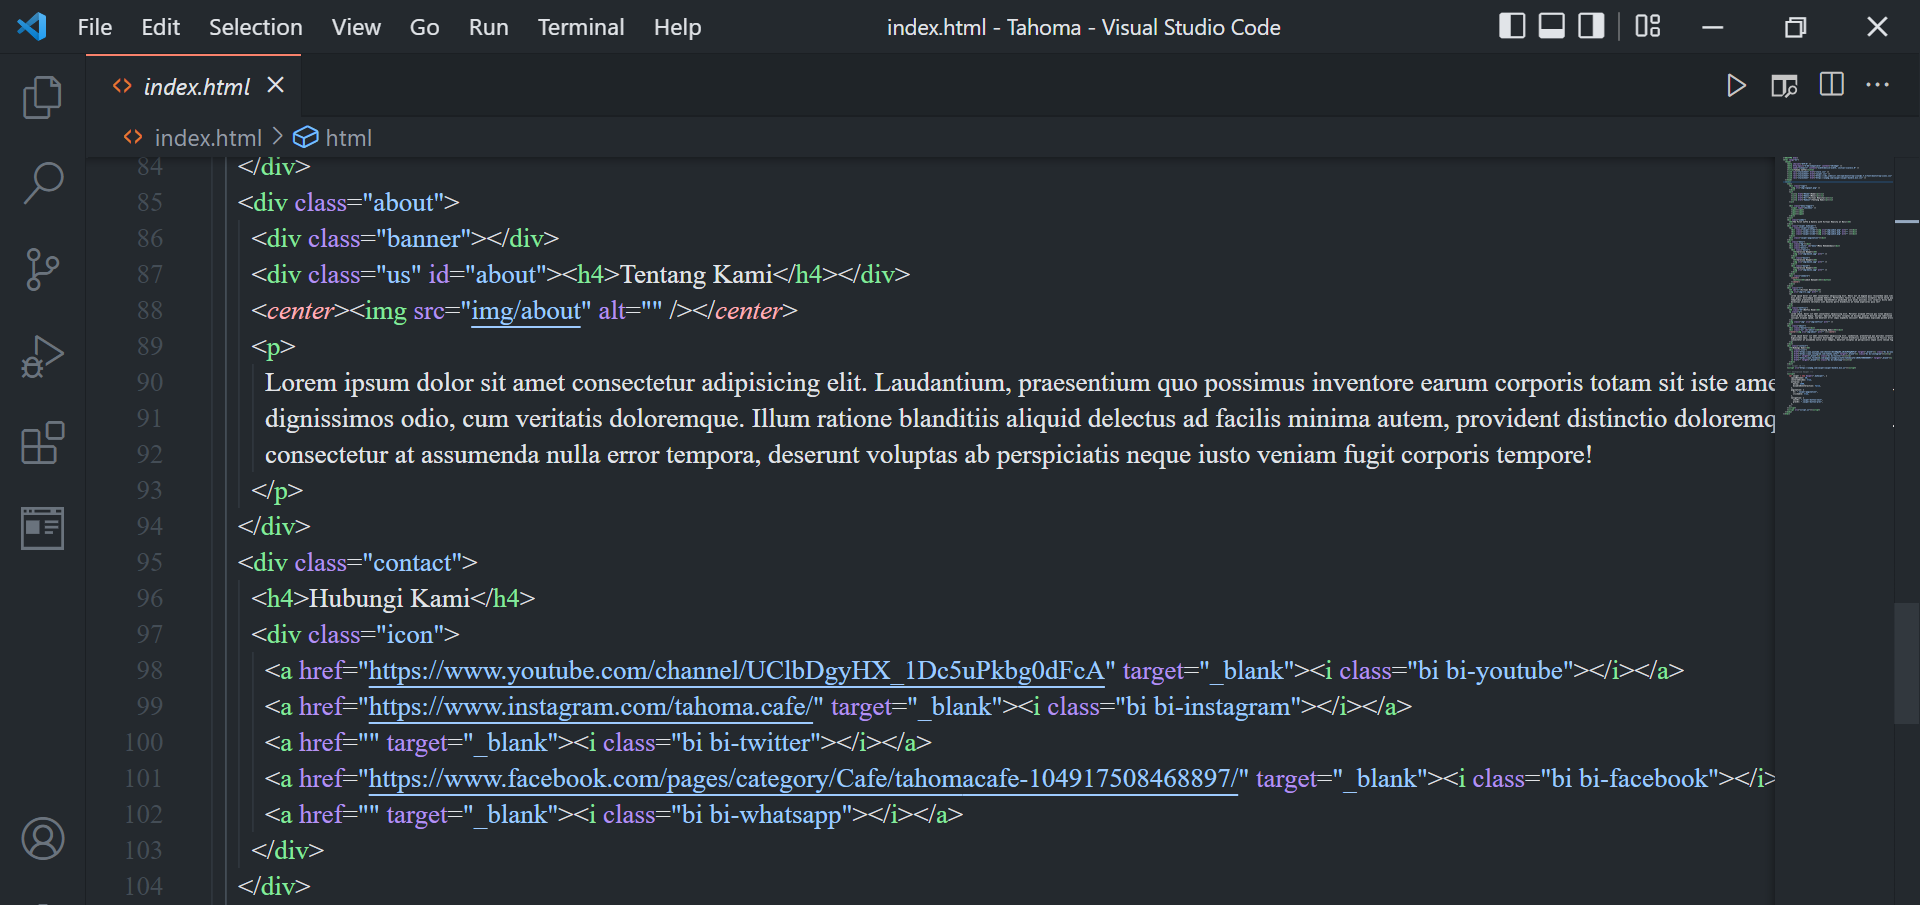 File Edit Selection View Go Run Terminal Help index.html - Tahoma - Visual Studio Code
index.html
index.html > html
84 </div>
85 <div class="about">
86 <div class="banner"></div>
87 <div class="us" id="about"><h4>Tentang Kami</h4></div>
88 <center><img src="img/about" alt="" /></center>
89 <p>
90 Lorem ipsum dolor sit amet consectetur adipisicing elit. Laudantium, praesentium quo possimus inventore earum corporis totam sit iste ame
91 dignissimos odio, cum veritatis doloremque. Illum ratione blanditiis aliquid delectus ad facilis minima autem, provident distinctio doloremq
92 consectetur at assumenda nulla error tempora, deserunt voluptas ab perspiciatis neque iusto veniam fugit corporis tempore!
93 </p>
94 </div>
95 <div class="contact">
96 <h4>Hubungi Kami</h4>
97 <div class="icon">
98 <a href="https://www.youtube.com/channel/UClbDgyHX_1Dc5uPkbg0dFcA" target="_blank"><i class="bi bi-youtube"></i></a>
99 <a href="https://www.instagram.com/tahoma.cafe/" target="_blank"><i class="bi bi-instagram"></i></a>
100 <a href="" target="_blank"><i class="bi bi-twitter"></i></a>
101 <a href="https://www.facebook.com/pages/category/Cafe/tahomacafe-104917508468897/" target="_blank"><i class="bi bi-facebook"></i>
102 <a href="" target="_blank"><i class="bi bi-whatsapp"></i></a>
103 </div>
104 </div>